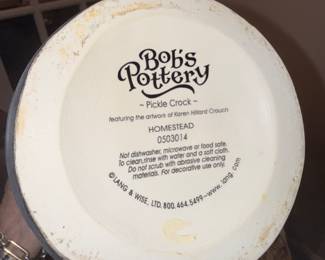 Bob's
Pottery
~ Pickle Crock ~
featuring the artwork of Karen Hillard Crouch
HOMESTEAD
0503014
Not dishwasher, microwave or food safe.
To clean, rinse with water and a soft cloth.
Do not scrub with abrasive cleaning
materials. For decorative use only.
©LANG & WISE, LTD. 800.464.5499~www.lang.com